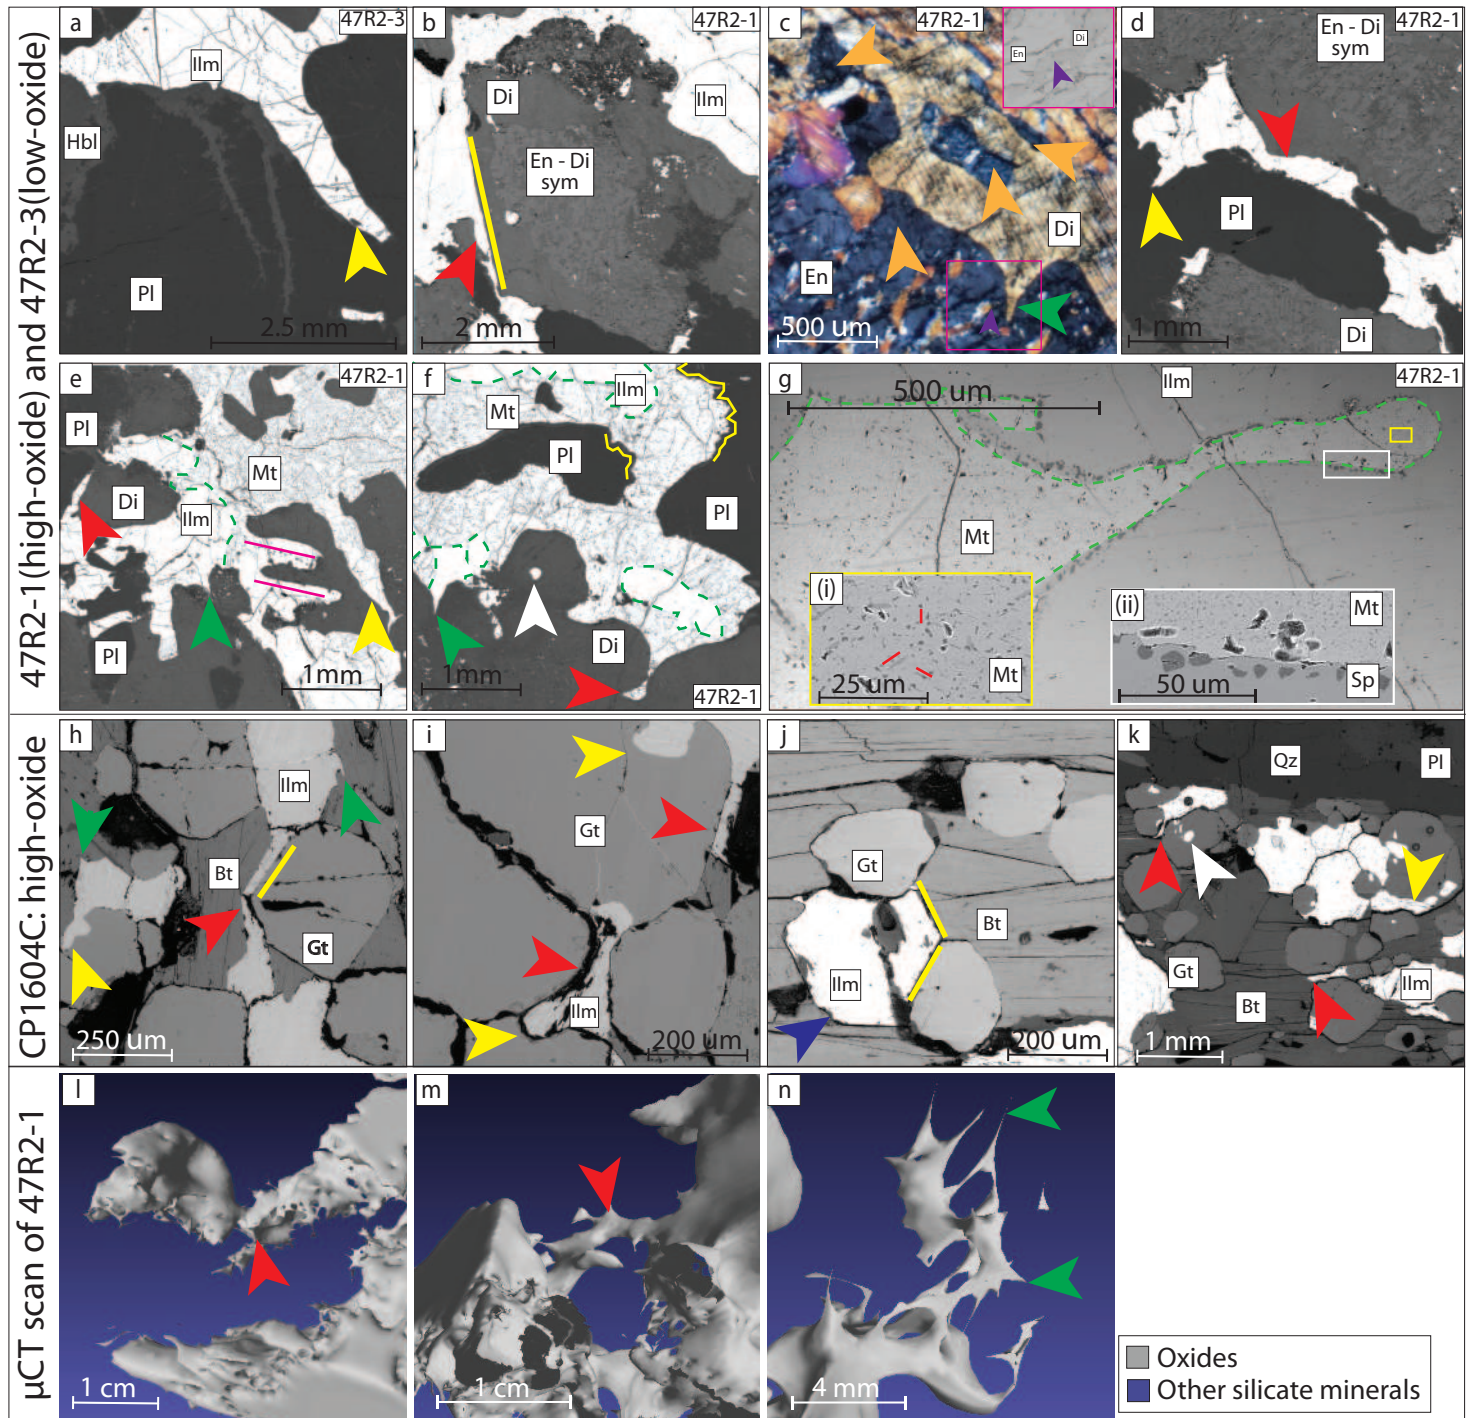 47R2-1(high-oxide) and 47R2-3(low-oxide)
a
47R2-3
Ilm
Hbl
Pl
2.5 mm
b
47R2-1
Di
Ilm
En - Di
sym
2 mm
c
47R2-1
Di
En
Di
En
500 um
d
47R2-1
En - Di
sym
Pl
Di
1 mm
e
47R2-1
Pl
Mt
Di
Ilm
Pl
1mm
f
Ilm
Mt
Pl
Pl
Di
1mm
47R2-1
g
47R2-1
Ilm
500 um
Mt
(i)
Mt
25 um
(ii)
Mt
Sp
50 um
CP1604C: high-oxide
h
Ilm
Bt
Gt
250 um
i
Gt
Ilm
200 um
j
Gt
Bt
Ilm
200 um
k
Qz
Pl
Gt
Ilm
Bt
1 mm
µCT scan of 47R2-1
l
1 cm
m
1 cm
n
4 mm
Oxides
Other silicate minerals